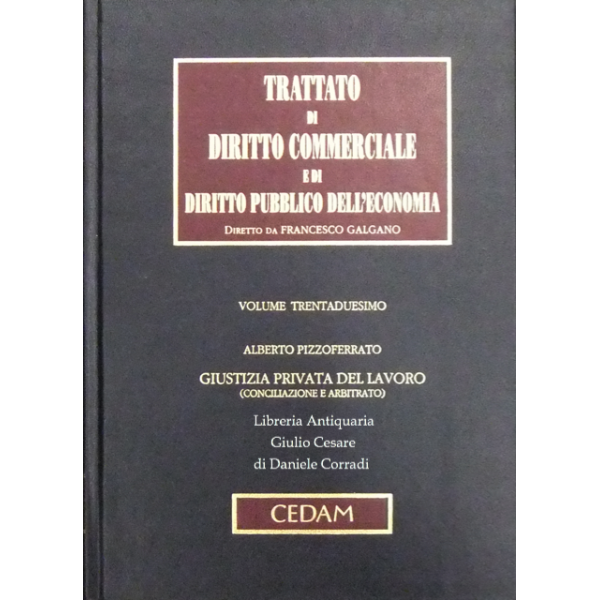 TRATTATO
DI
DIRITTO COMMERCIALE
E DI
DIRITTO PUBBLICO DELL'ECONOMIA
DIRETTO DA FRANCESCO GALGANO
VOLUME TRENTADUESIMO
ALBERTO PIZZOFERRATO
GIUSTIZIA PRIVATA DEL LAVORO
(CONCILIAZIONE E ARBITRATO)
Libreria Antiquaria
Giulio Cesare
di Daniele Corradi
CEDAM